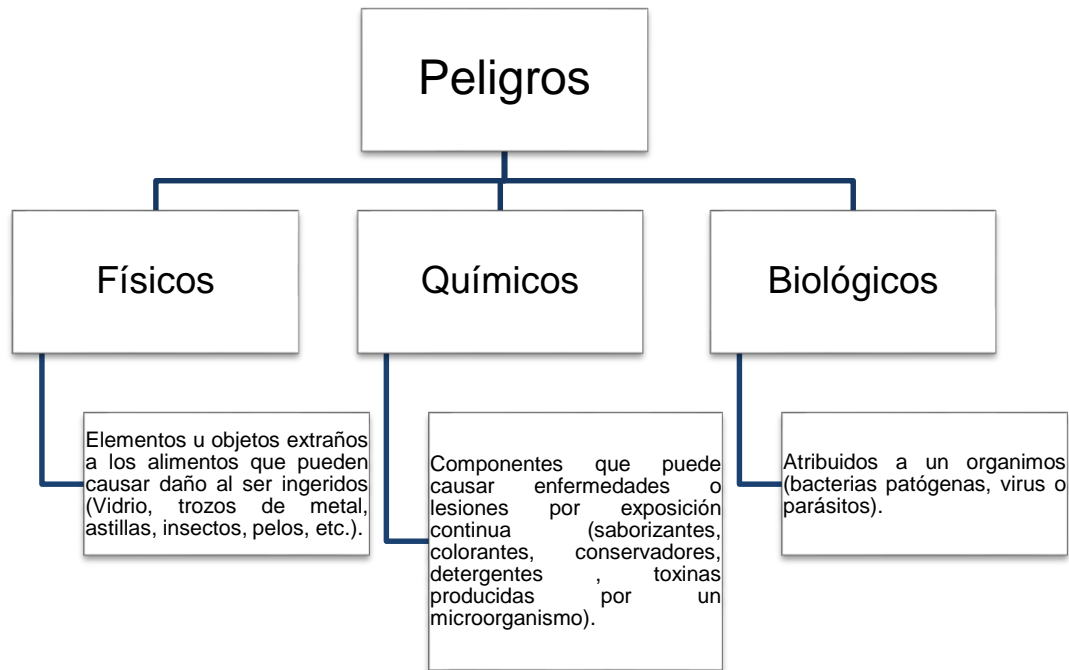 Peligros
Físicos
Químicos
Biológicos
Elementos u objetos extraños
a los alimentos que pueden
causar daño al ser ingeridos
(Vidrio, trozos de metal,
astillas, insectos, pelos, etc.).
Componentes que puede
causar enfermedades o
lesiones por exposición
continua (saborizantes,
colorantes, conservadores,
detergentes , toxinas
producidas por un
microorganismo).
Atribuidos a un organimos
(bacterias patógenas, virus o
parásitos).